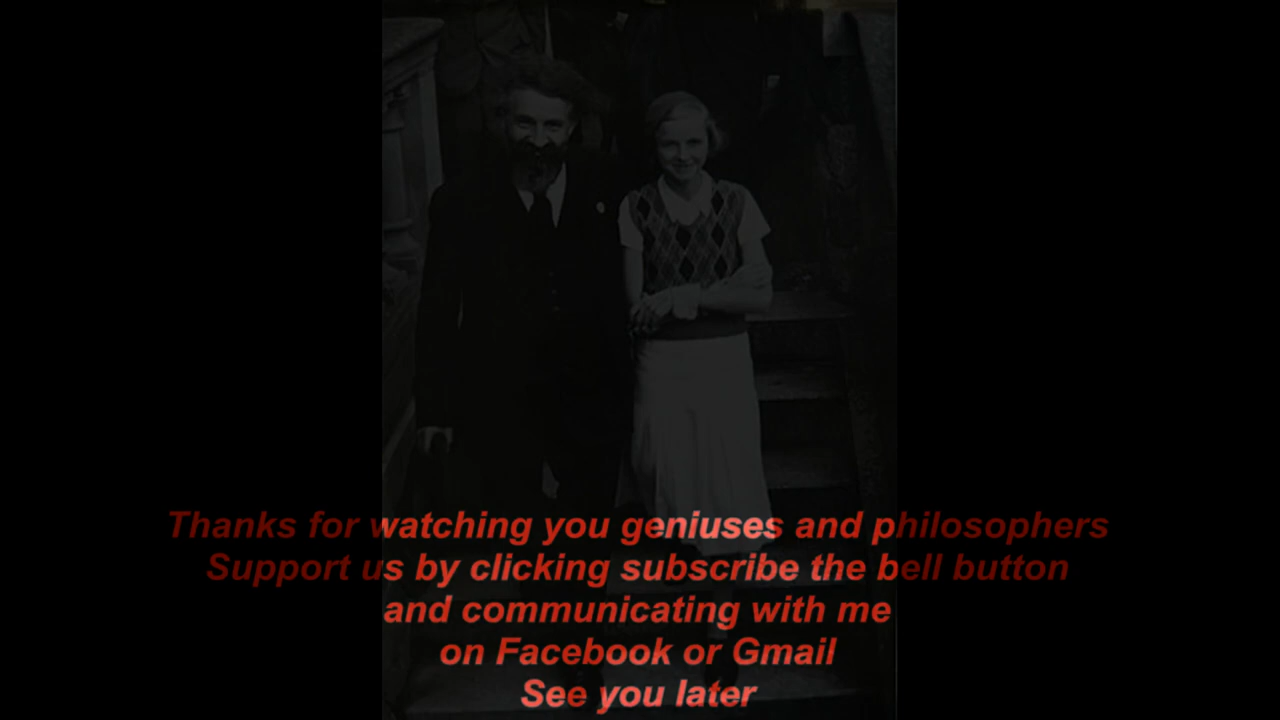 Thanks for watching you geniuses and philosophers
Support us by clicking subscribe the bell button
and communicating with me
on Facebook or Gmail
See you later